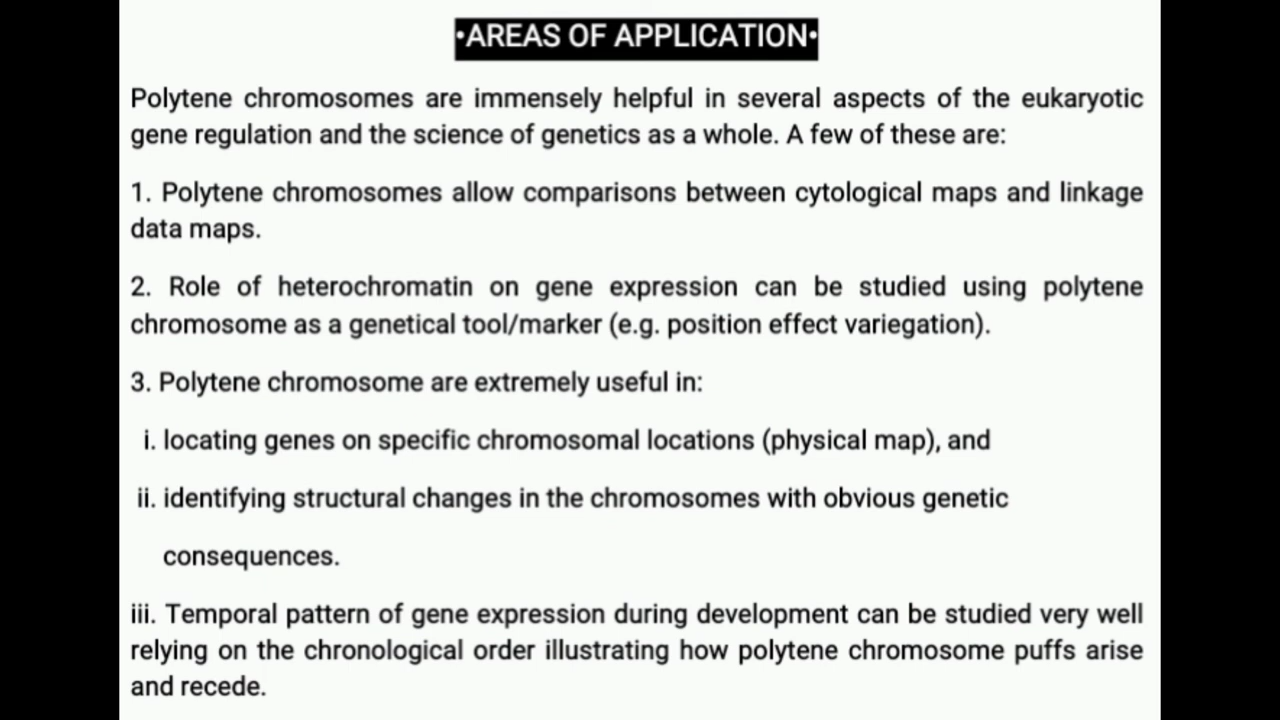 •AREAS OF APPLICATION•
Polytene chromosomes are immensely helpful in several aspects of the eukaryotic
gene regulation and the science of genetics as a whole. A few of these are:
1. Polytene chromosomes allow comparisons between cytological maps and linkage
data maps.
2. Role of heterochromatin on gene expression can be studied using polytene
chromosome as a genetical tool/marker (e.g. position effect variegation).
3. Polytene chromosome are extremely useful in:
i. locating genes on specific chromosomal locations (physical map), and
ii. identifying structural changes in the chromosomes with obvious genetic
consequences.
iii. Temporal pattern of gene expression during development can be studied very well
relying on the chronological order illustrating how polytene chromosome puffs arise
and recede.